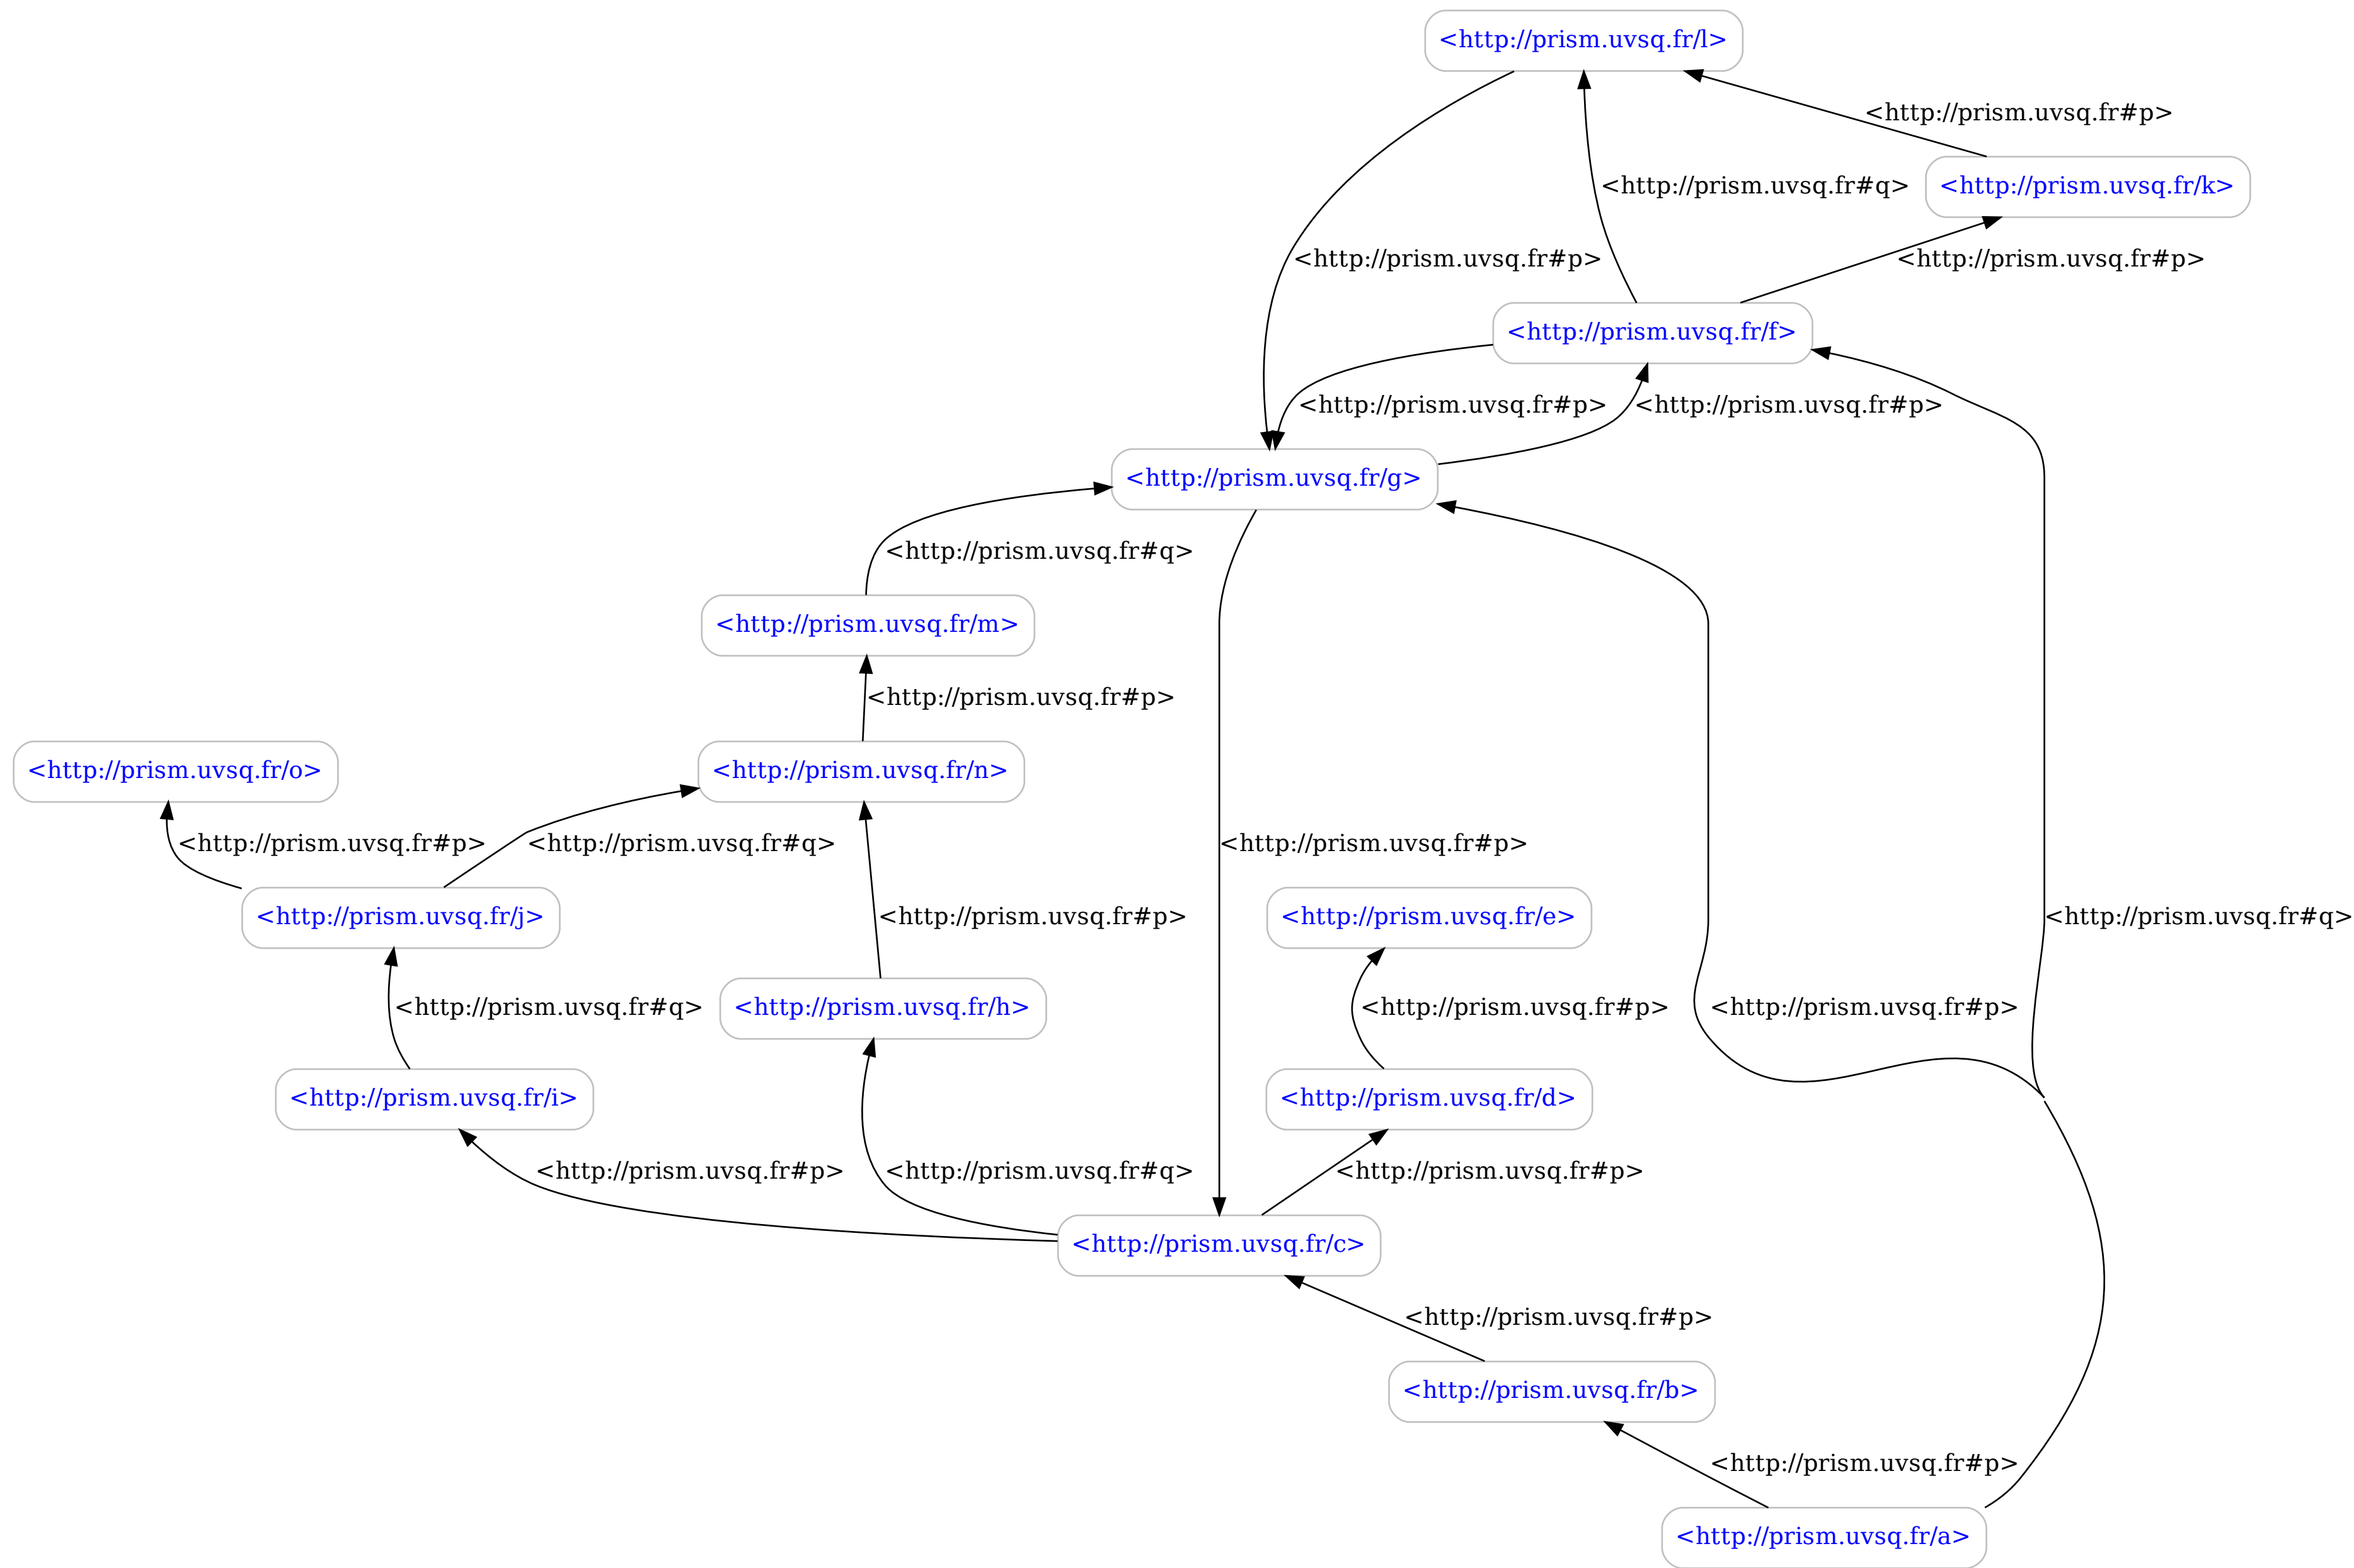 <http://prism.uvsq.fr/l>
<http://prism.uvsq.fr#p>
<http://prism.uvsq.fr#q>
<http://prism.uvsq.fr/k>
<http://prism.uvsq.fr#p>
<http://prism.uvsq.fr#p>
<http://prism.uvsq.fr/f>
<http://prism.uvsq.fr#p>
<http://prism.uvsq.fr#p>
<http://prism.uvsq.fr/g>
<http://prism.uvsq.fr#q>
<http://prism.uvsq.fr/m>
<http://prism.uvsq.fr#p>
<http://prism.uvsq.fr/o>
<http://prism.uvsq.fr/n>
<http://prism.uvsq.fr#p>
<http://prism.uvsq.fr#q>
<http://prism.uvsq.fr#p>
<http://prism.uvsq.fr/j>
<http://prism.uvsq.fr#p>
<http://prism.uvsq.fr/e>
<http://prism.uvsq.fr#q>
<http://prism.uvsq.fr#q>
<http://prism.uvsq.fr/h>
<http://prism.uvsq.fr#p>
<http://prism.uvsq.fr#p>
<http://prism.uvsq.fr/i>
<http://prism.uvsq.fr/d>
<http://prism.uvsq.fr#p>
<http://prism.uvsq.fr#q>
<http://prism.uvsq.fr#p>
<http://prism.uvsq.fr/c>
<http://prism.uvsq.fr#p>
<http://prism.uvsq.fr/b>
<http://prism.uvsq.fr#p>
<http://prism.uvsq.fr/a>